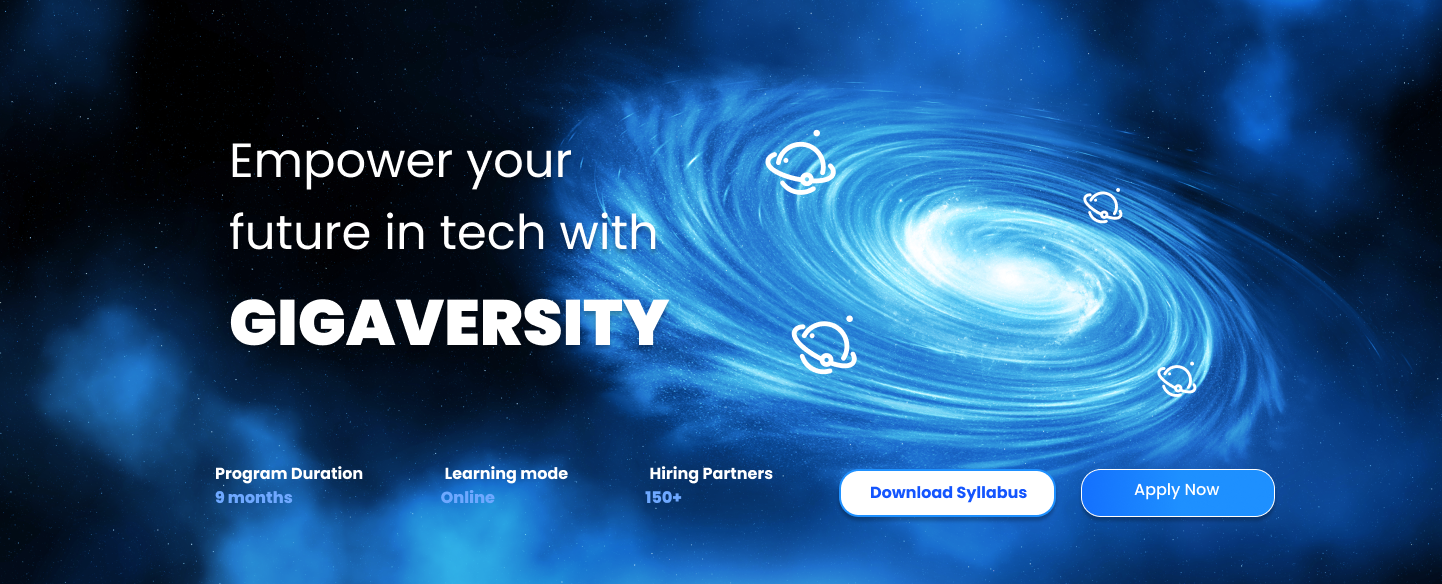 Empower your
future in tech with
GIGAVERSITY
Program Duration
9 months
Learning mode
Online
Hiring Partners
150+
Download Syllabus
Apply Now